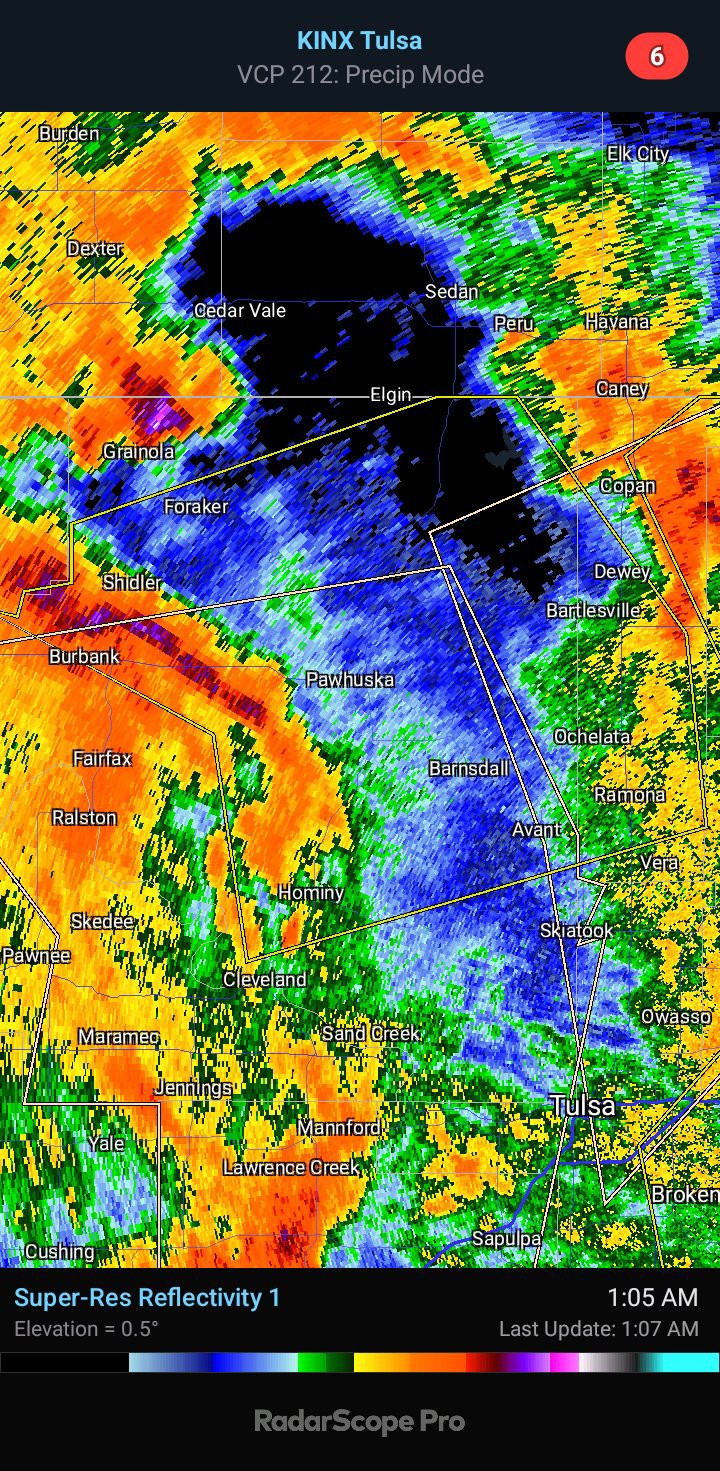 KINX Tulsa
VCP 212: Precip Mode
6
Burden
Elk City
Dexter
Sedan
Cedar Vale
Peru
Havana
Caney
Elgin
Grainola
Copan
Foraker
Dewey
Shidler
Bartlesville
Burbank
Pawhuska
Ochelata
Fairfax
Barnsdall
Ramona
Ralston
Avant
Vera
Hominy
Skedee
Skiatook
Pawnee
Cleveland
Owasso
Maramec
Sand Creek
Jennings
Tulsa
Mannford
Yale
Lawrence Creek
Broken
Sapulpa
Cushing
Super-Res Reflectivity 1
1:05 AM
Elevation = 0.5°
Last Update: 1:07 AM
RadarScope Pro